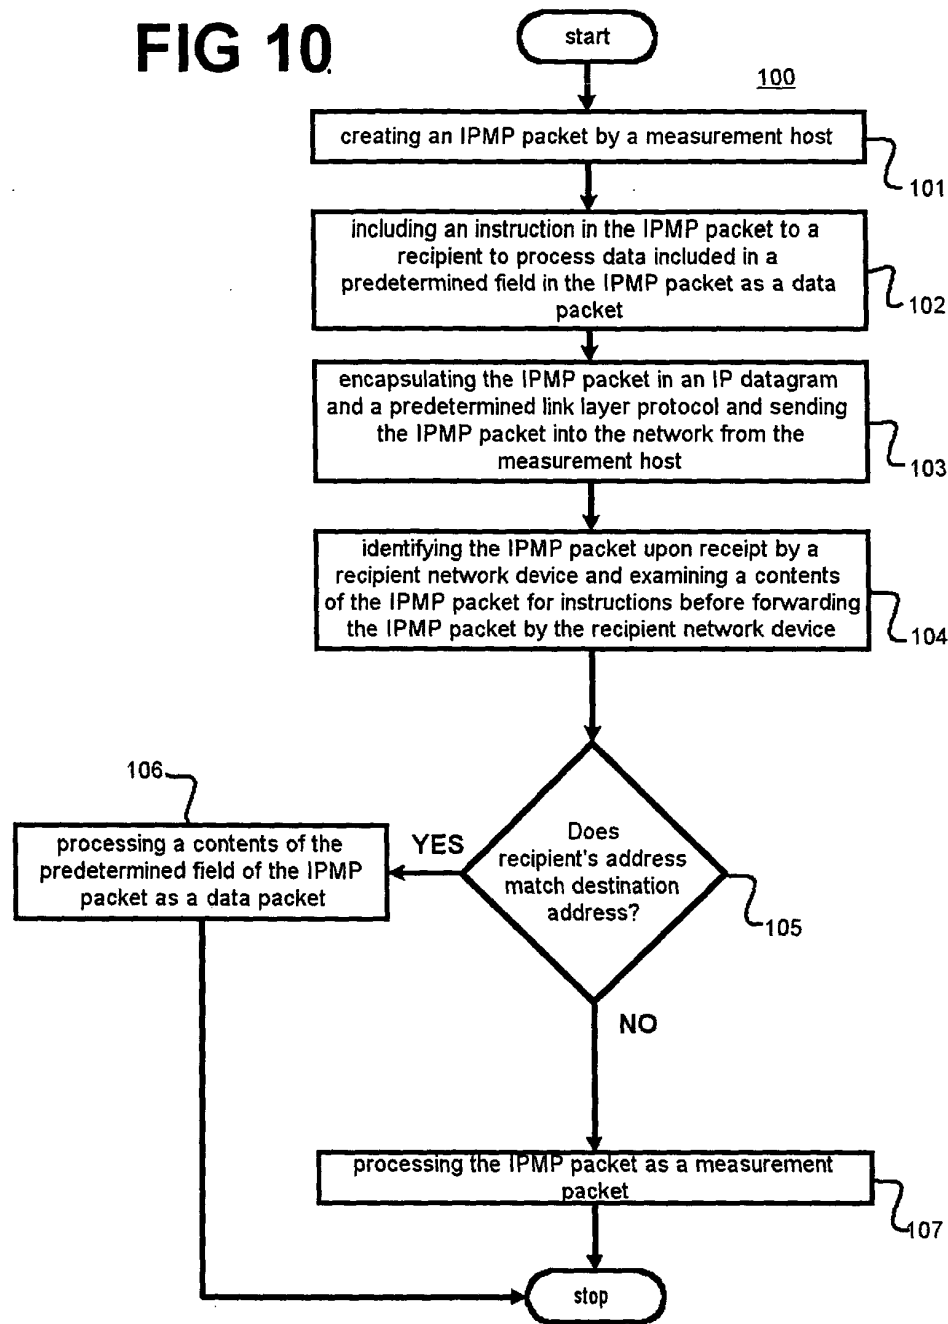 FIG 10.
start
100
creating an IPMP packet by a measurement host
101
including an instruction in the IPMP packet to a
recipient to process data included in a
predetermined field in the IPMP packet as a data
packet
102
encapsulating the IPMP packet in an IP datagram
and a predetermined link layer protocol and sending
the IPMP packet into the network from the
measurement host
103
identifying the IPMP packet upon receipt by a
recipient network device and examining a contents
of the IPMP packet for instructions before forwarding
the IPMP packet by the recipient network device
104
106
processing a contents of the
predetermined field of the IPMP
packet as a data packet
YES
Does
recipient's address
match destination
address?
105
NO
processing the IPMP packet as a measurement
packet
107
stop